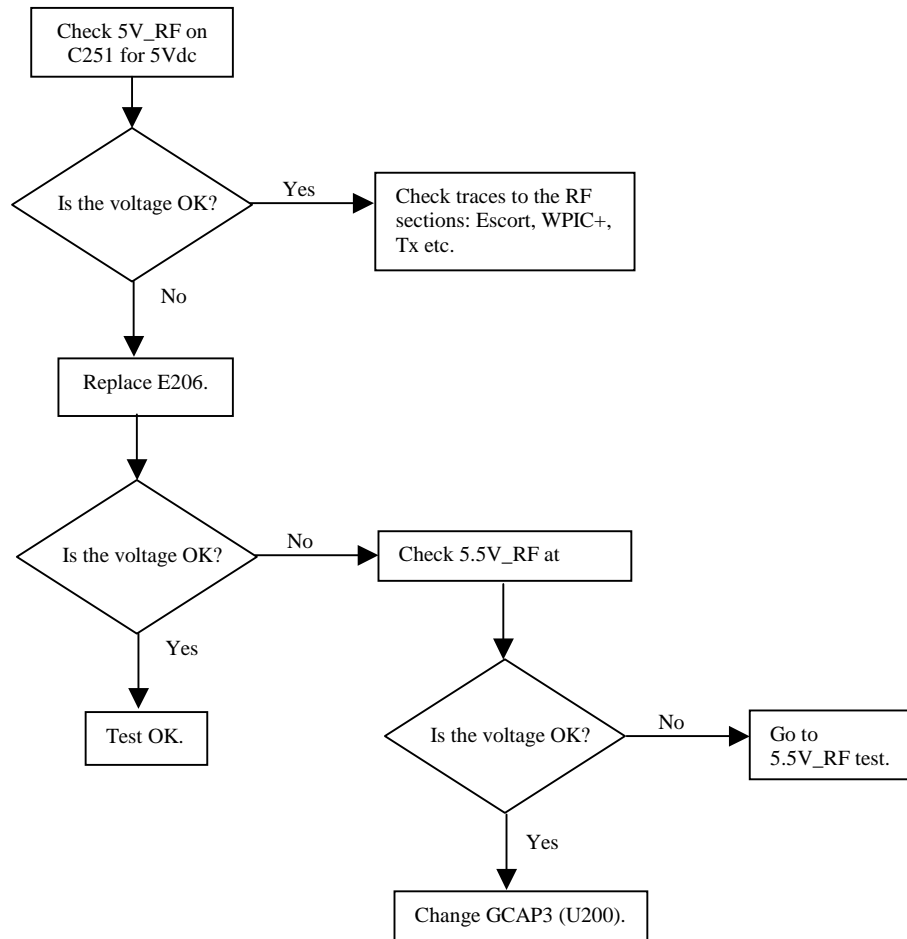 Check 5V_RF on
C251 for 5Vdc
Is the voltage OK?
Yes
Check traces to the RF
sections: Escort, WPIC+,
Tx etc.
No
Replace E206.
Is the voltage OK?
No
Check 5.5V_RF at
Yes
Test OK.
Is the voltage OK?
No
Go to
5.5V_RF test.
Yes
Change GCAP3 (U200).